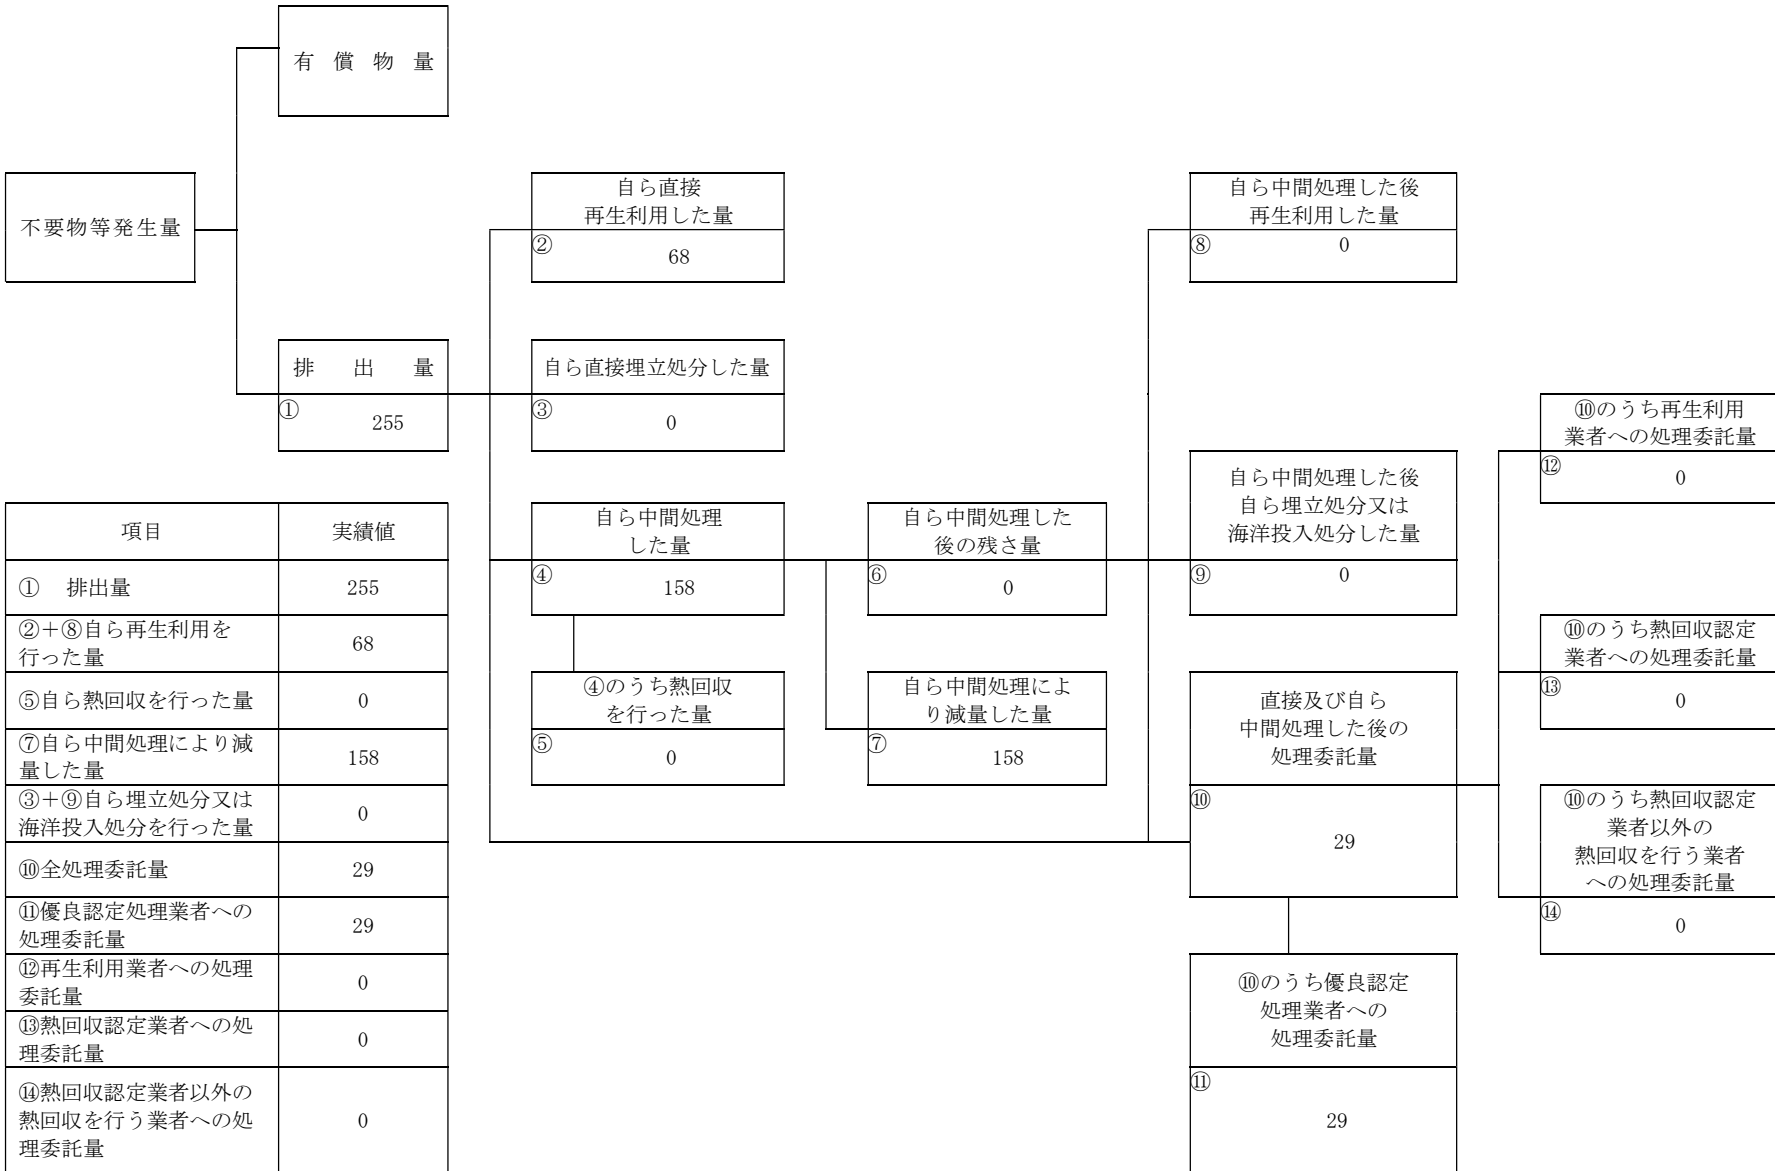 有償物量
不要物等発生量
自ら直接
再生利用した量
② 68
自ら中間処理した後
再生利用した量
⑧ 0
排出量
① 255
自ら直接埋立処分した量
③ 0
⑩のうち再生利用
業者への処理委託量
⑫ 0
自ら中間処理
した量
④ 158
自ら中間処理した
後の残さ量
⑥ 0
自ら中間処理した後
自ら埋立処分又は
海洋投入処分した量
⑨ 0
⑩のうち熱回収認定
業者への処理委託量
⑬ 0
④のうち熱回収
を行った量
⑤ 0
自ら中間処理によ
り減量した量
⑦ 158
直接及び自ら
中間処理した後の
処理委託量
⑩ 29
⑩のうち熱回収認定
業者以外の
熱回収を行う業者
への処理委託量
⑭ 0
⑩のうち優良認定
処理業者への
処理委託量
⑪ 29
項目 実績値
① 排出量 255
②＋⑧自ら再生利用を
行った量 68
⑤自ら熱回収を行った量 0
⑦自ら中間処理により減
量した量 158
③＋⑨自ら埋立処分又は
海洋投入処分を行った量 0
⑩全処理委託量 29
⑪優良認定処理業者への
処理委託量 29
⑫再生利用業者への処理
委託量 0
⑬熱回収認定業者への処
理委託量 0
⑭熱回収認定業者以外の
熱回収を行う業者への処
理委託量 0